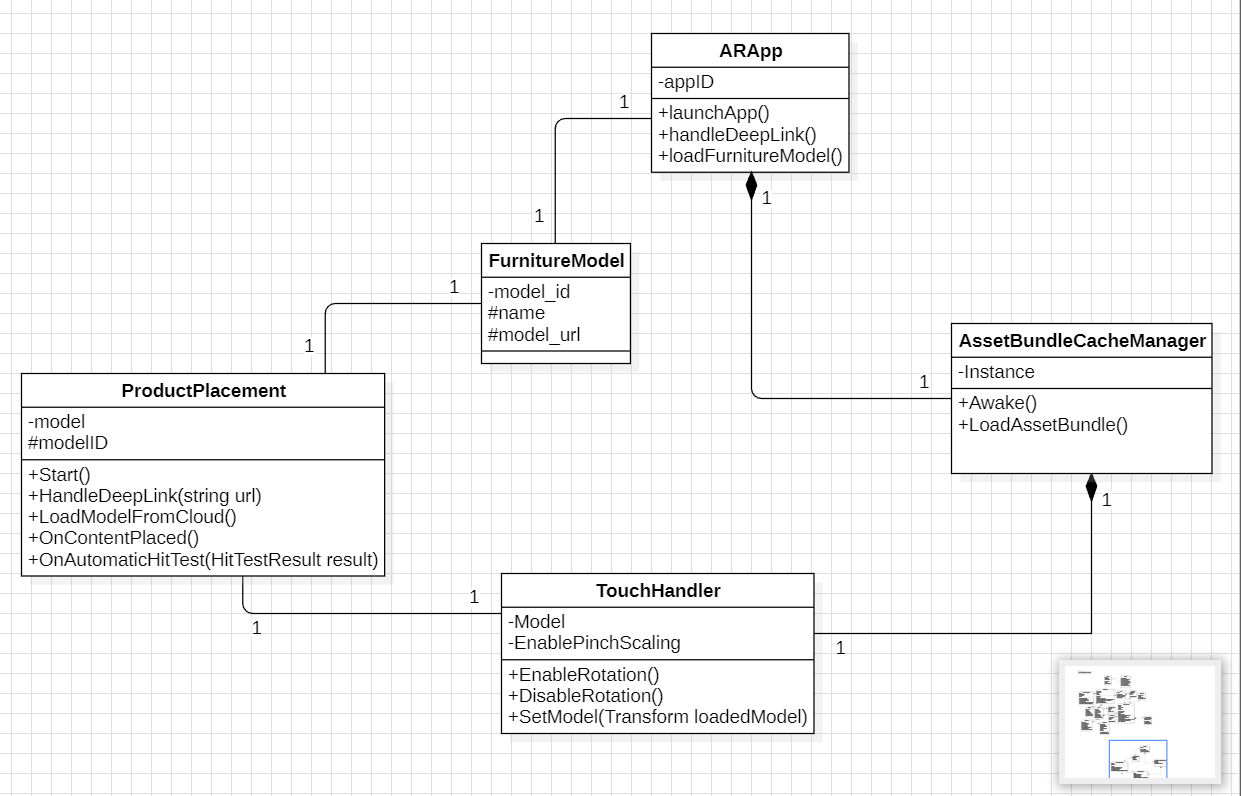 ARApp
-appID
+launchApp()
+handleDeepLink()
+loadFurnitureModel()
1
1
1
FurnitureModel
-model_id
#name
#model_url
1
1
AssetBundleCacheManager
-Instance
+Awake()
+LoadAssetBundle()
1
1
ProductPlacement
-model
#modelID
+Start()
+HandleDeepLink(string url)
+LoadModelFromCloud()
+OnContentPlaced()
+OnAutomaticHitTest(HitTestResult result)
1
1
TouchHandler
-Model
-EnablePinchScaling
+EnableRotation()
+DisableRotation()
+SetModel(Transform loadedModel)
1